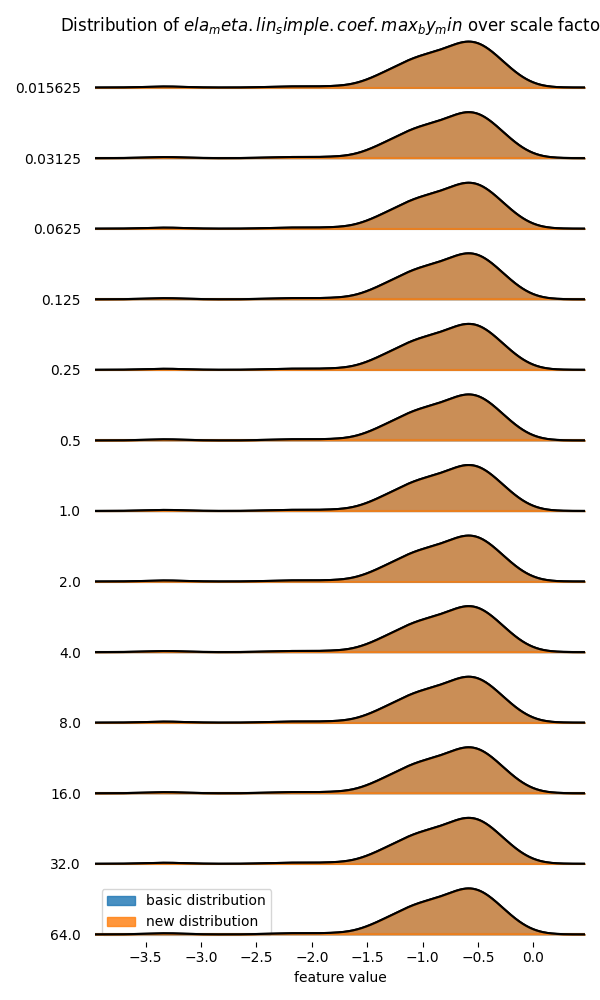 Distribution of elaₘeta.linₛimple.coef.max_by_min over scale facto
0.015625
0.03125
0.0625
0.125
0.25
0.5
1.0
2.0
4.0
8.0
16.0
32.0
64.0
basic distribution
new distribution
−3.5 −3.0 −2.5 −2.0 −1.5 −1.0 −0.5 0.0
feature value